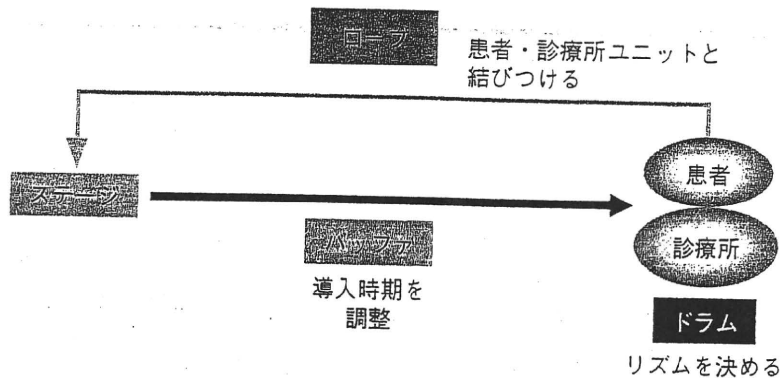 ロープ
患者・診療所ユニットと
結びつける
ステージ
患者
バッファ
診療所
導入時期を
調整
ドラム
リズムを決める